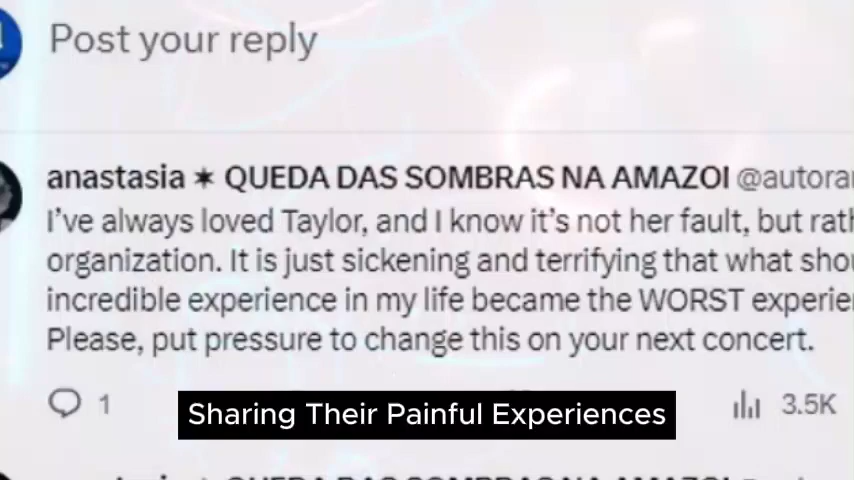 Post your reply
anastasia ✶ QUEDA DAS SOMBRAS NA AMAZOI @autora
I've always loved Taylor, and I know it's not her fault, but rath
organization. It is just sickening and terrifying that what shou
incredible experience in my life became the WORST experie
Please, put pressure to change this on your next concert.
1
3.5K
Sharing Their Painful Experiences